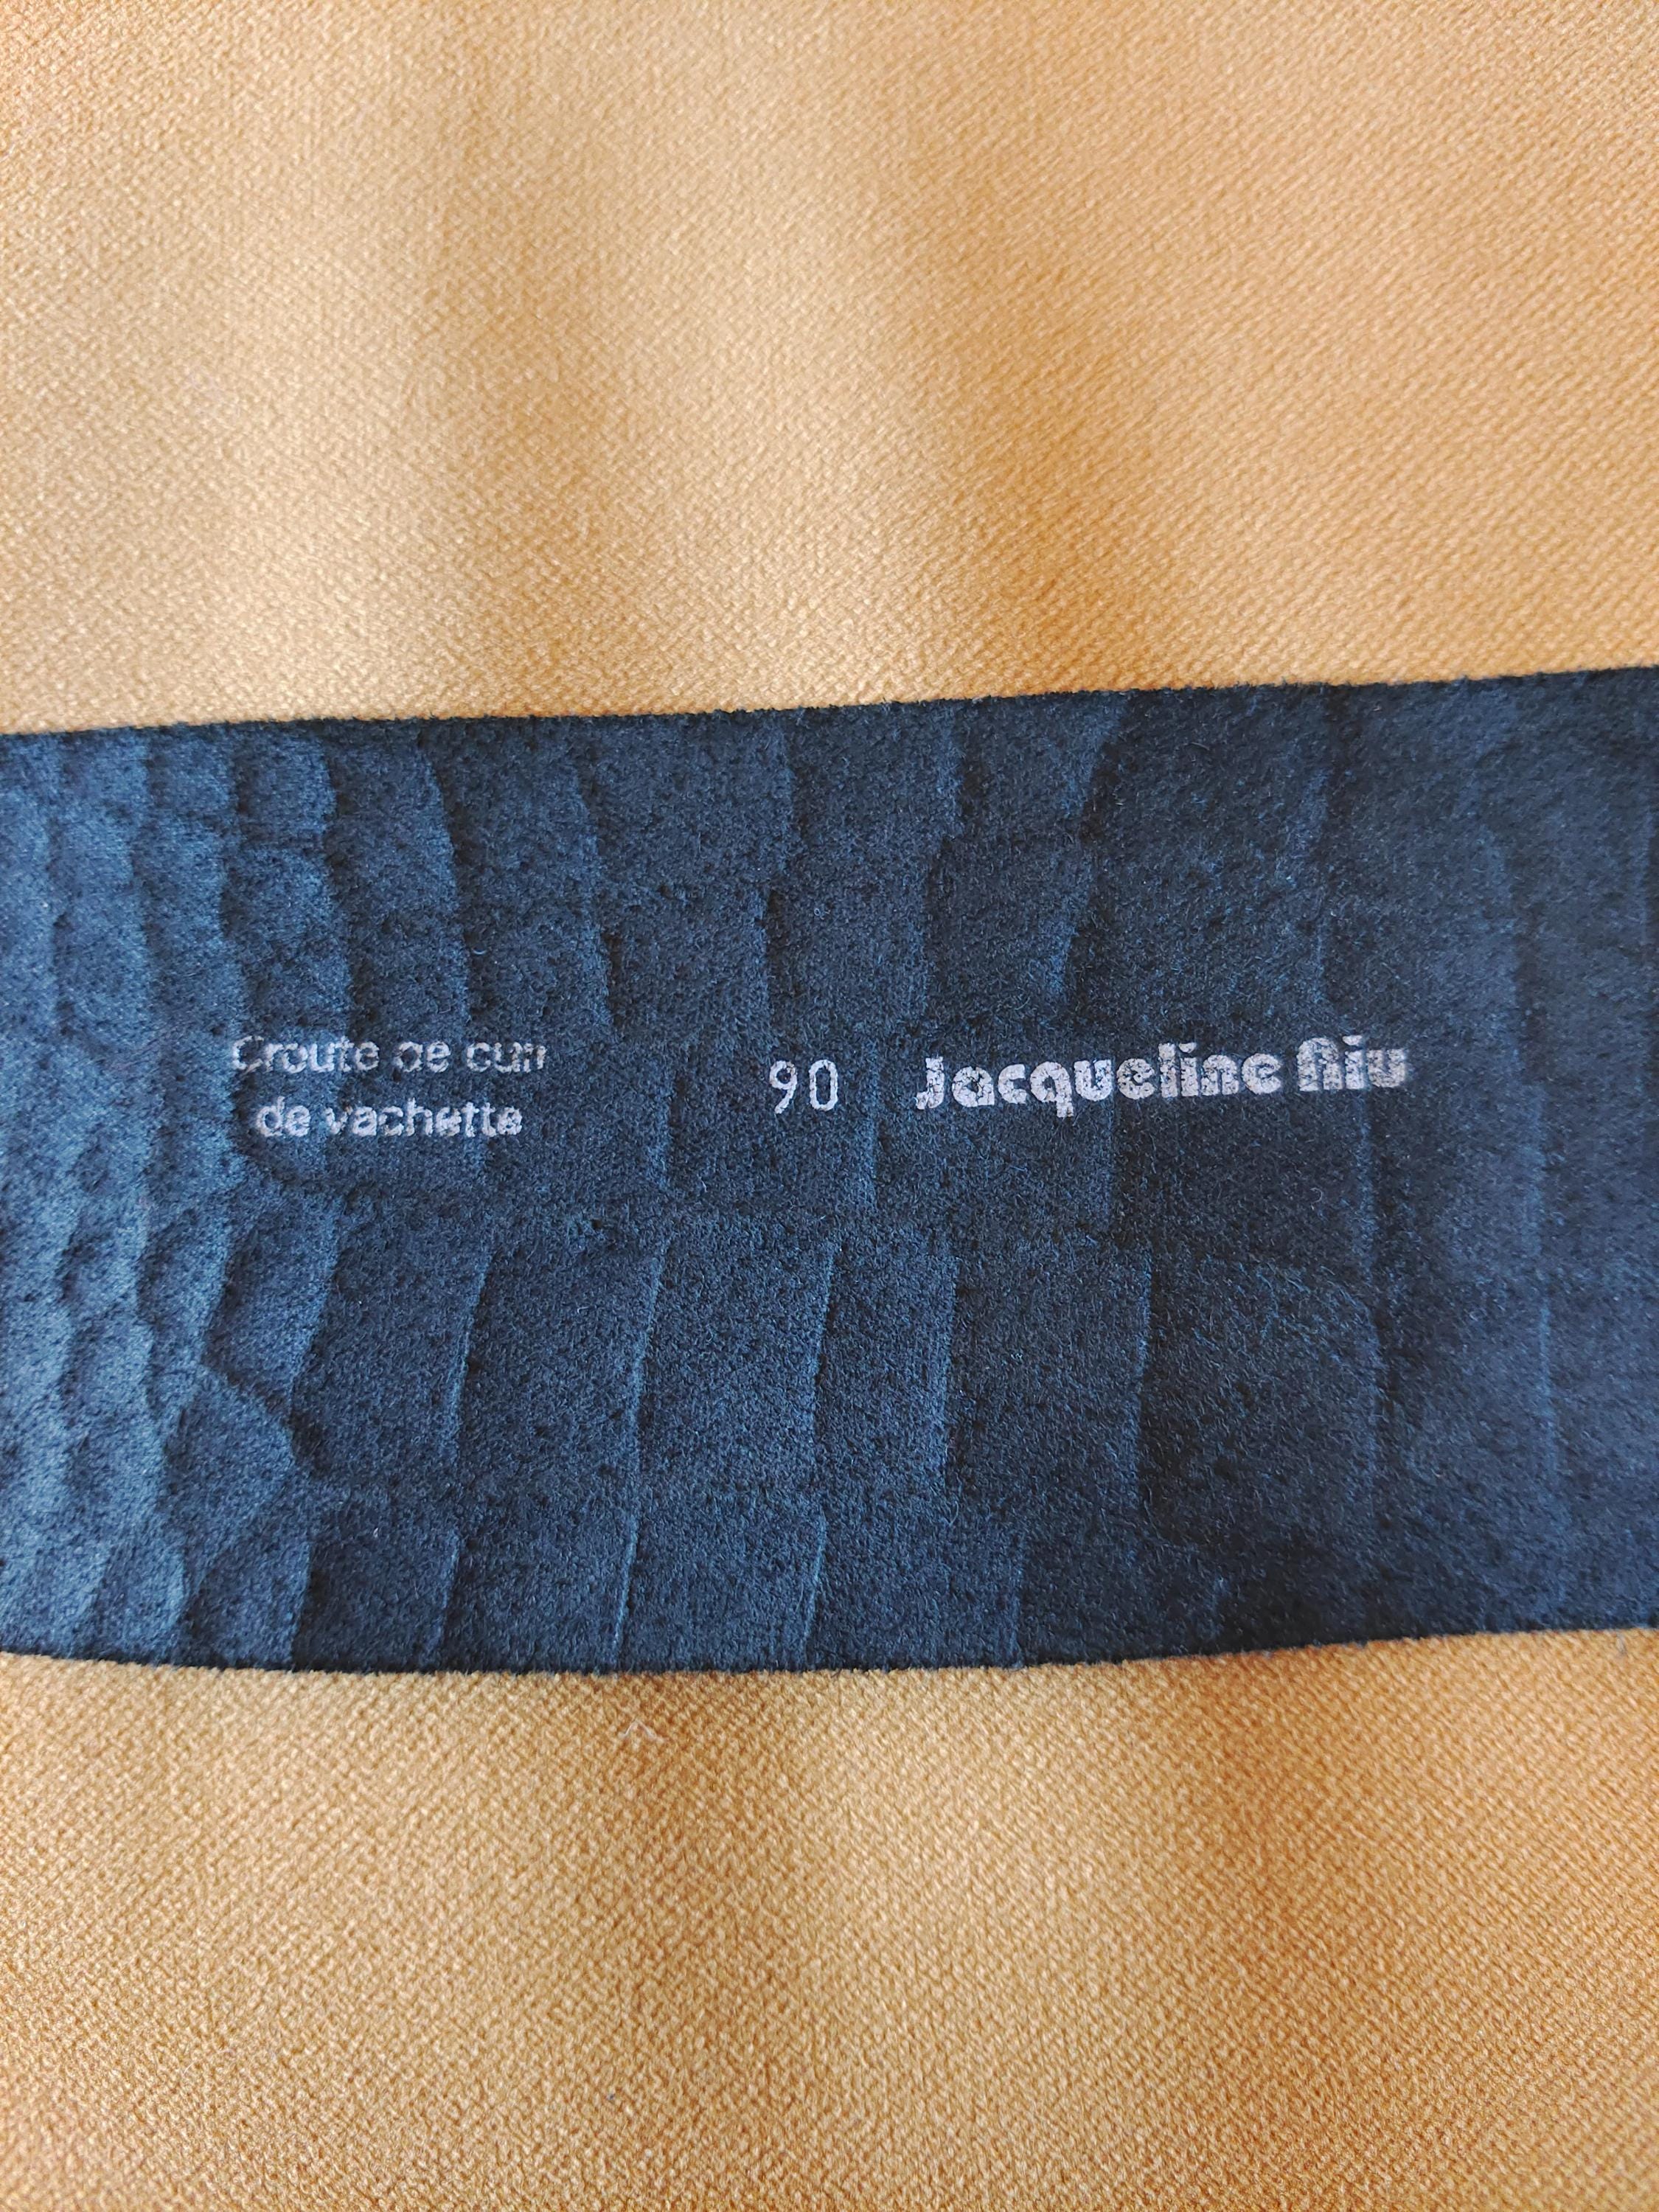 Croute de cuir
de vachette
90
Jacqueline Riu